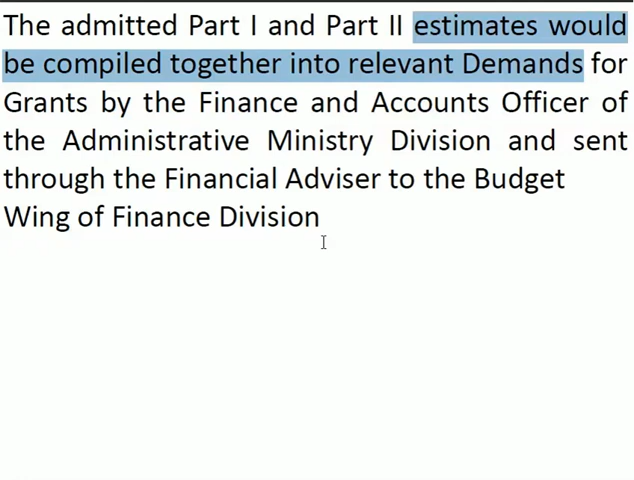 The admitted Part I and Part II estimates would
be compiled together into relevant Demands for
Grants by the Finance and Accounts Officer of
the Administrative Ministry Division and sent
through the Financial Adviser to the Budget
Wing of Finance Division